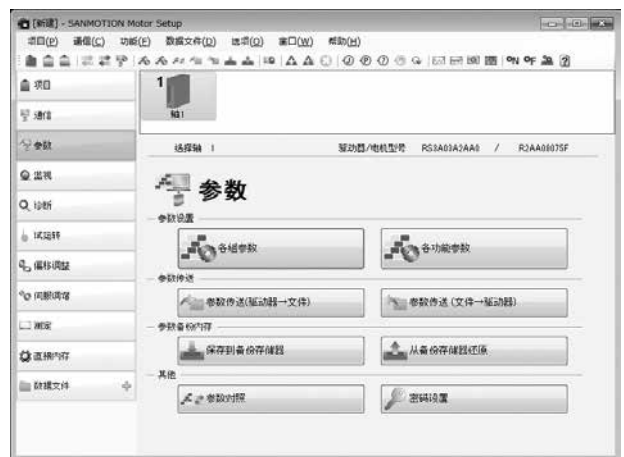 [新建] - SANMOTION Motor Setup
项目(P) 通信(C) 功能(E) 数据文件(D) 选项(O) 窗口(W) 帮助(H)
项目
1
轴1
通信
参数
选择轴 1 驱动器/电机型号 RS3A03A2AA0 / R2AA08075F
监视
参数
诊断
参数设置
试运转
各组参数 各功能参数
偏移调整
参数传送
伺服调谐
参数传送(驱动器→文件) 参数传送(文件→驱动器)
测定
参数备份内存
直接内存
保存到备份存储器 从备份存储器还原
数据文件
其他
参数对照 密码设置